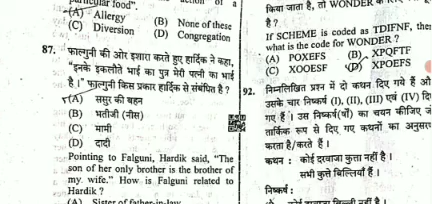 particular food".
(A) Allergy
(B) None of these
(C) Diversion
(D) Congregation
87. फाल्गुनी की ओर इशारा करते हुए हार्दिक ने कहा,
"इनके इकलौते भाई का पुत्र मेरी पत्नी का भाई
है।" फाल्गुनी किस प्रकार हार्दिक से संबंधित है ?
(A) ससुर की बहन
(B) भतीजी (नीस)
(C) मामी
(D) दादी
Pointing to Falguni, Hardik said, "The
son of her only brother is the brother of
my wife." How is Falguni related to
Hardik ?
(A) Sister of father-in-law
किया जाता है, तो WONDER
है ?
If SCHEME is coded as TDIFNF, then
what is the code for WONDER ?
(A) POXEFS (B) XPQFTF
(C) XOOESF (D) XPOEFS
92. निम्नलिखित प्रश्न में दो कथन दिए गये हैं औ
उसके चार निष्कर्ष (I), (II), (III) एवं (IV) दि
गए हैं। उस निष्कर्ष(र्षों) का चयन कीजिए जं
तार्किक रूप से दिए गए कथनों का अनुसरण
करता है/करते हैं।
कथन : कोई दरवाजा कुत्ता नहीं है।
सभी कुत्ते बिल्लियाँ हैं।
निष्कर्ष :